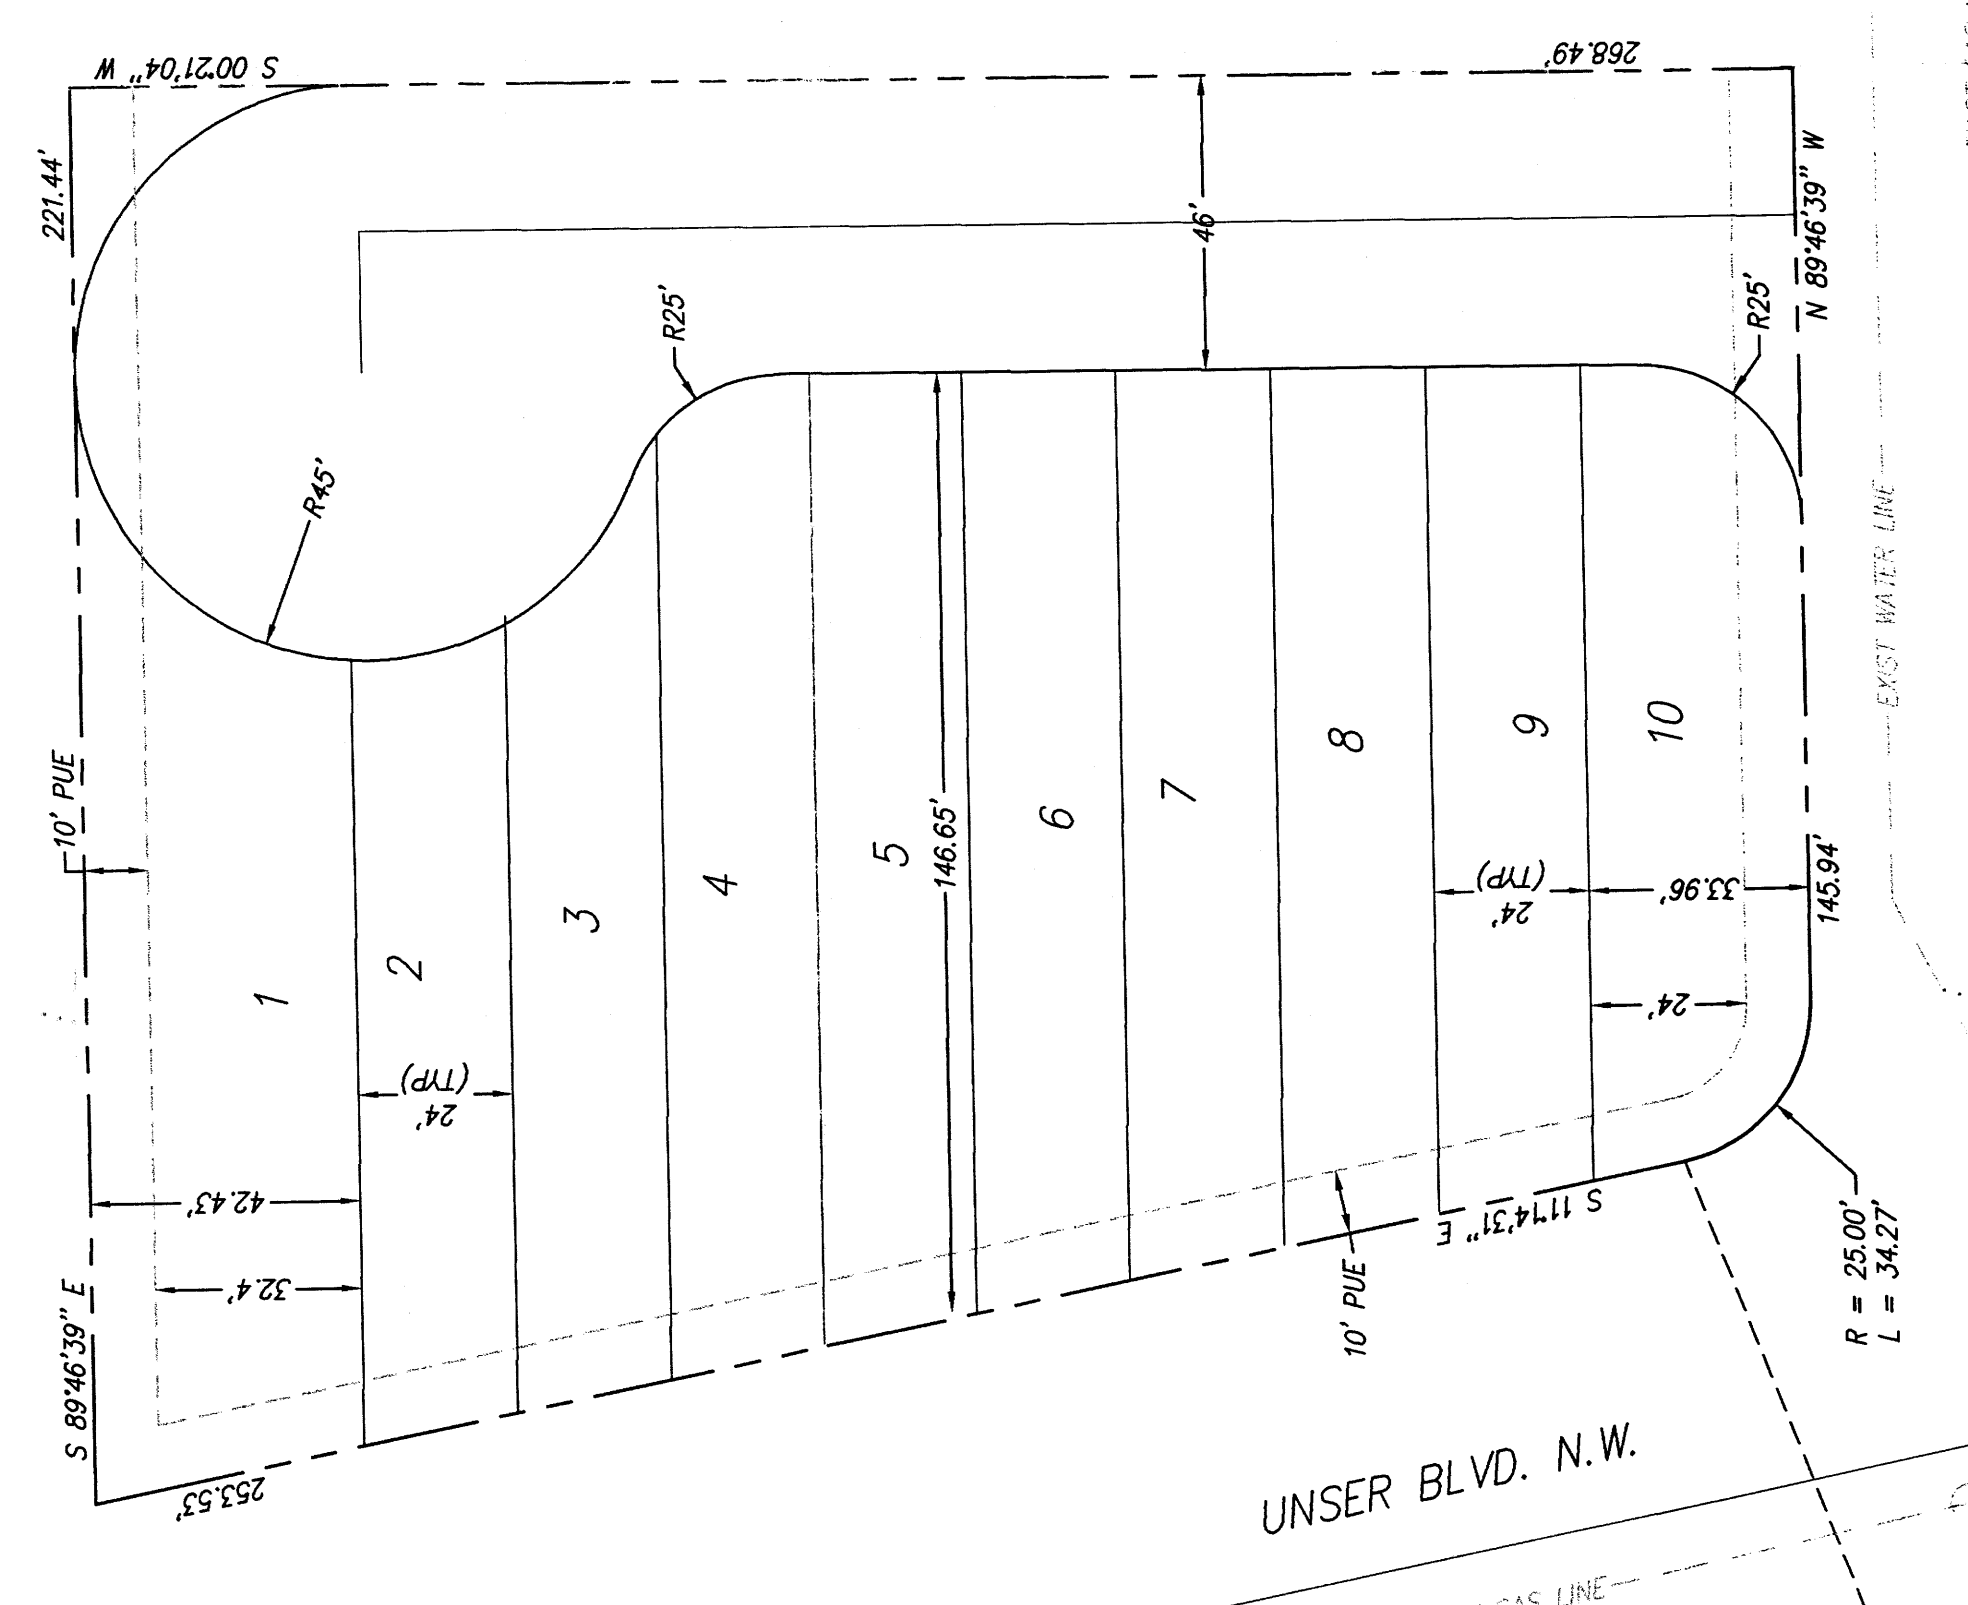 S 00°21'04" W
268.49'
221.44'
N 89°46'39" W
46'
R25'
R25'
R45'
10' PUE
EXIST WATER LINE
1
2
3
4
5
6
7
8
9
10
146.65'
24'
(TYP)
24'
(TYP)
33.96'
24'
145.94'
42.43'
32.4'
S 89°46'39" E
253.53'
S 11°14'31" E
10' PUE
R = 25.00'
L = 34.27'
UNSER BLVD. N.W.
GAS LINE